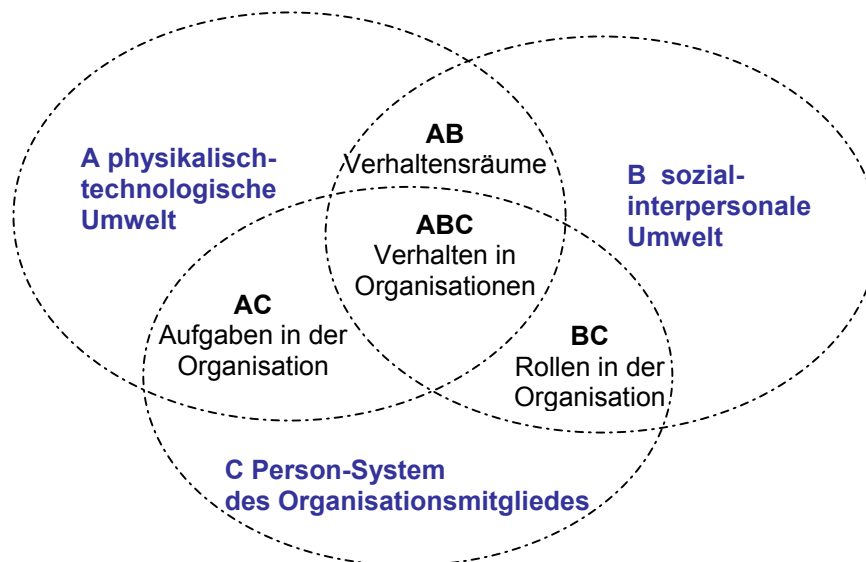 A physikalisch-
technologische
Umwelt
AB
Verhaltensräume
B sozial-
interpersonale
Umwelt
ABC
Verhalten in
Organisationen
AC
Aufgaben in der
Organisation
BC
Rollen in der
Organisation
C Person-System
des Organisationsmitgliedes